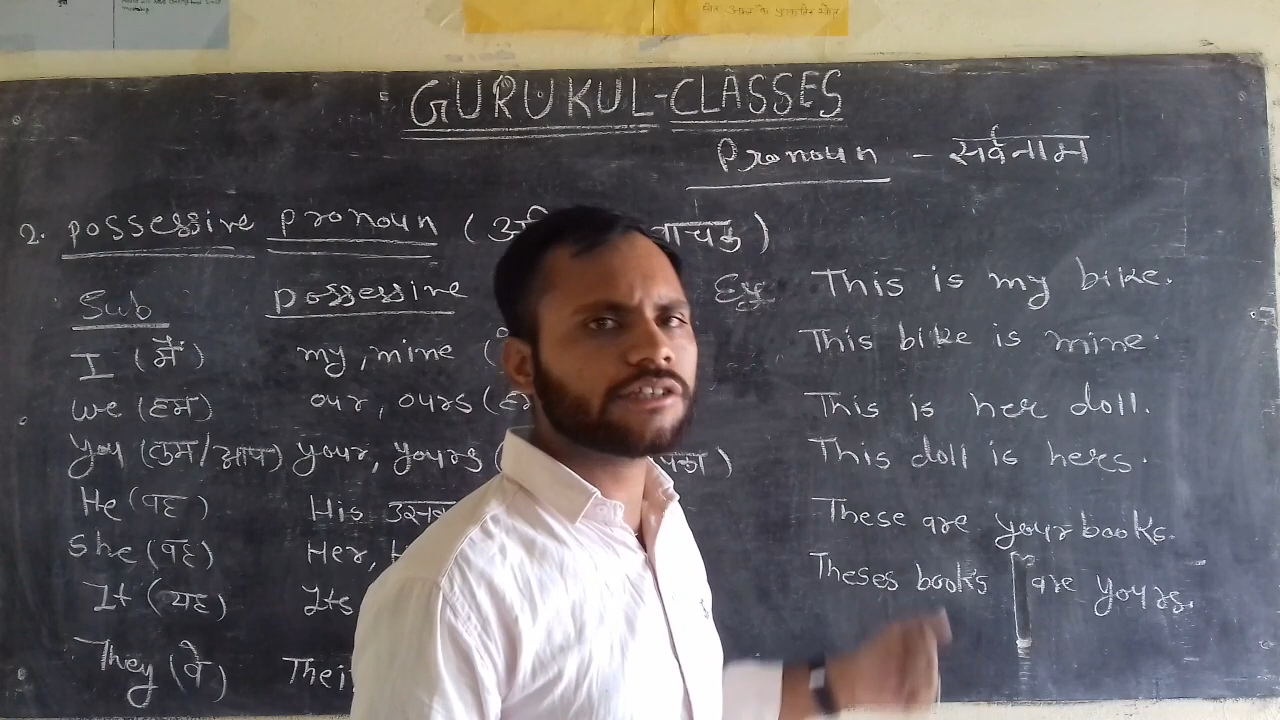 GURUKUL-CLASSES
Pronoun - सर्वनाम
2. possessive pronoun (
Sub possessive Ex
I (मैं) my, mine (
We (हम) our, ours (
You (तुम/आप) your, yours (
He (वह) His
She (वह) Her,
It (यह) Its
They (वे)
This is my bike.
This bike is mine.
This is her doll.
This doll is hers.
These are your books.
Theses books are yours.